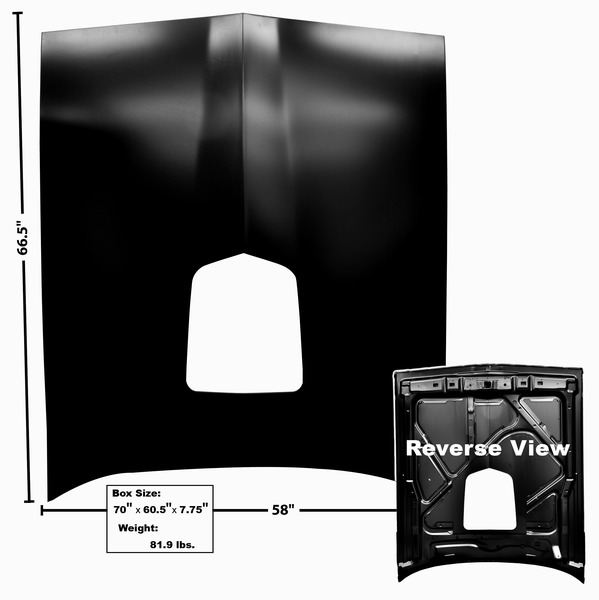 66.5"
Reverse View
58"
Box Size:
70" x 60.5" x 7.75"
Weight:
81.9 lbs.